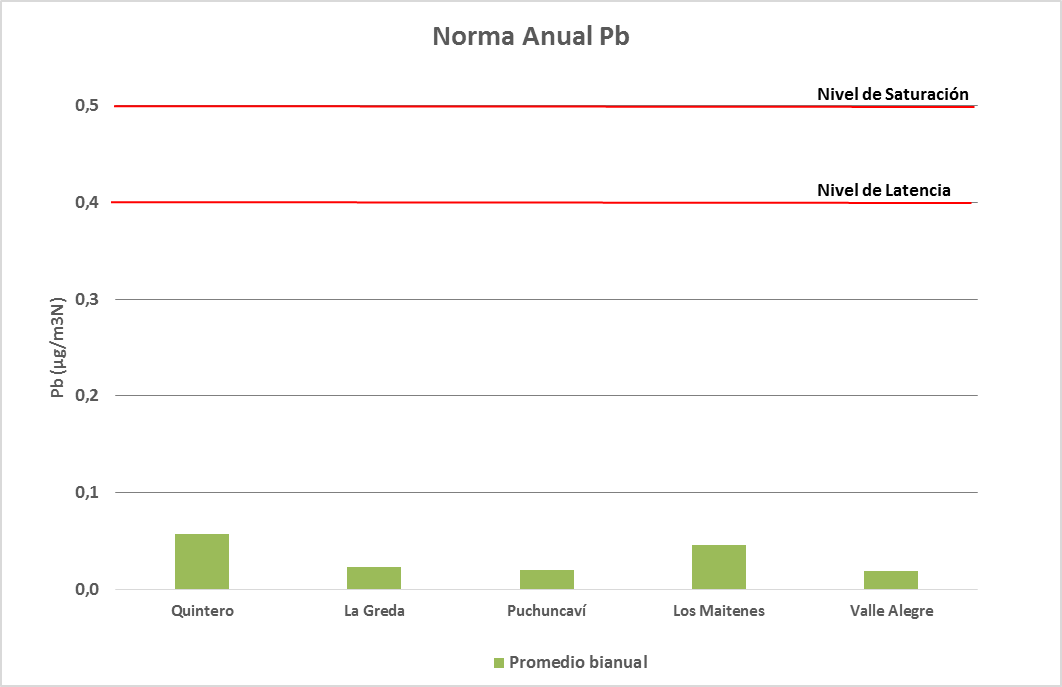 Norma Anual Pb
Nivel de Saturación
0,5
Nivel de Latencia
0,4
0,3
Pb (µg/m3N)
0,2
0,1
0,0
Quintero La Greda Puchuncaví Los Maitenes Valle Alegre
Promedio bianual